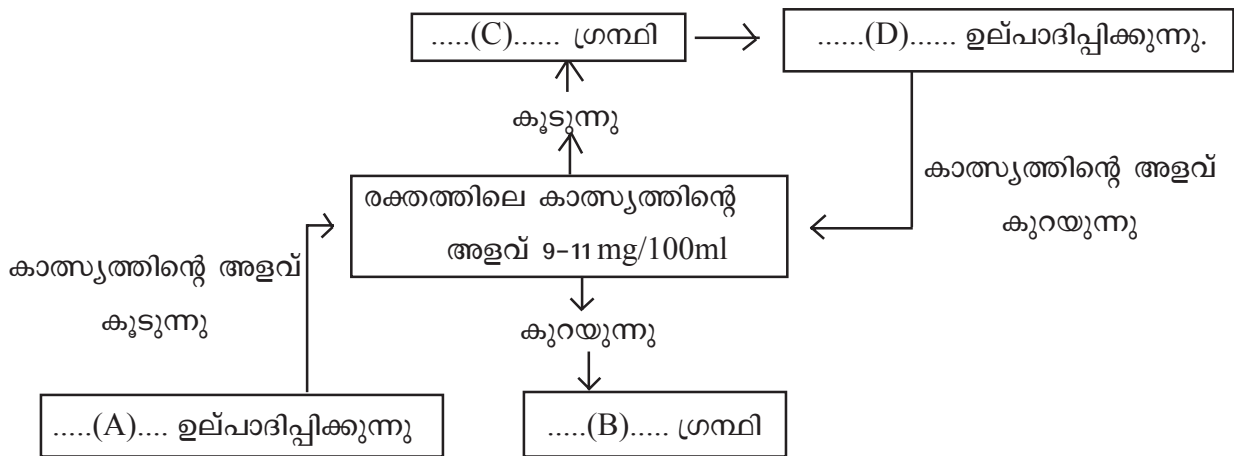 .....(C)...... ഗ്രന്ഥി
......(D)...... ഉല്പാദിപ്പിക്കുന്നു.
കൂടുന്നു
കാത്സ്യത്തിന്റെ അളവ്
കുറയുന്നു
രക്തത്തിലെ കാത്സ്യത്തിന്റെ
അളവ് 9-11 mg/100ml
കാത്സ്യത്തിന്റെ അളവ്
കൂടുന്നു
കുറയുന്നു
.....(A).... ഉല്പാദിപ്പിക്കുന്നു
.....(B)..... ഗ്രന്ഥി